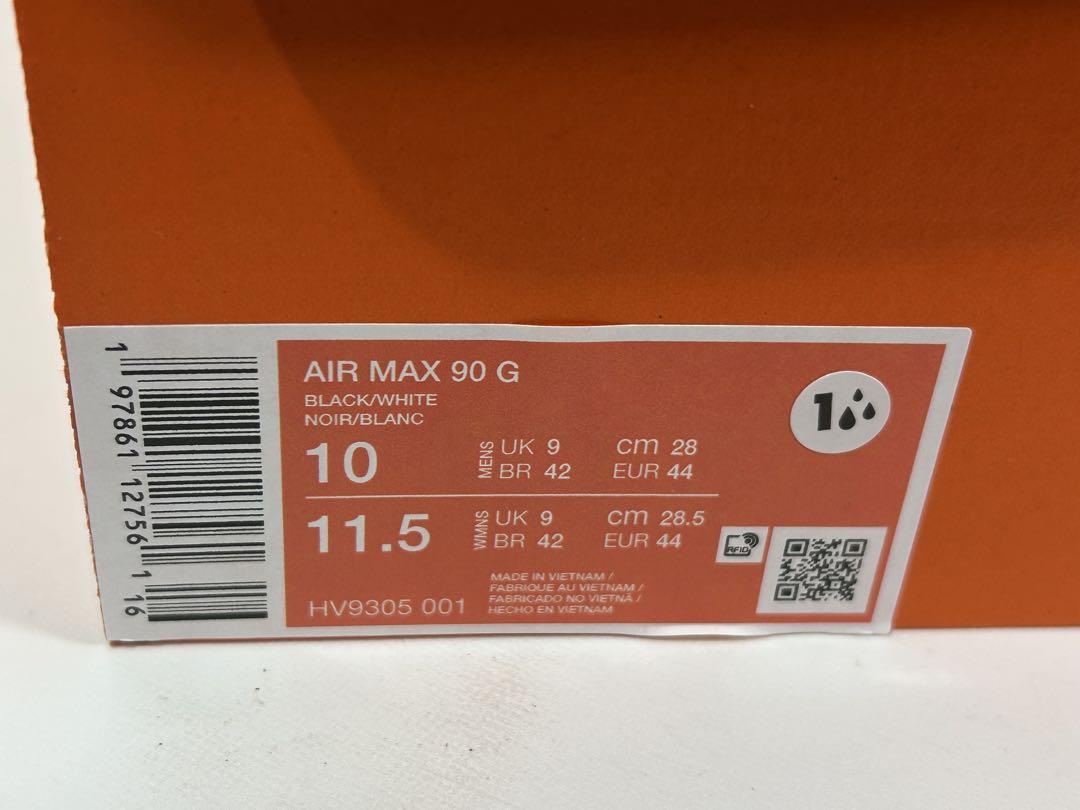 1 97861 12756 1 16
AIR MAX 90 G
BLACK/WHITE
NOIR/BLANC
10
MENS
UK 9 cm 28
BR 42 EUR 44
11.5
WMNS
UK 9 cm 28.5
BR 42 EUR 44
HV9305 001
MADE IN VIETNAM /
FABRIQUE AU VIETNAM /
FABRICADO NO VIETNÃ /
HECHO EN VIETNAM
RFID
1